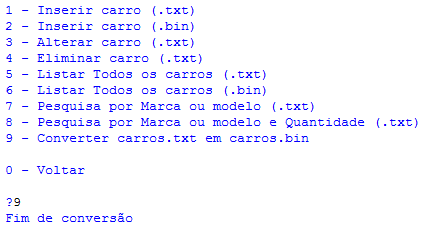 1 - Inserir carro (.txt)
2 - Inserir carro (.bin)
3 - Alterar carro (.txt)
4 - Eliminar carro (.txt)
5 - Listar Todos os carros (.txt)
6 - Listar Todos os carros (.bin)
7 - Pesquisa por Marca ou modelo (.txt)
8 - Pesquisa por Marca ou modelo e Quantidade (.txt)
9 - Converter carros.txt em carros.bin
0 - Voltar
?9
Fim de conversão